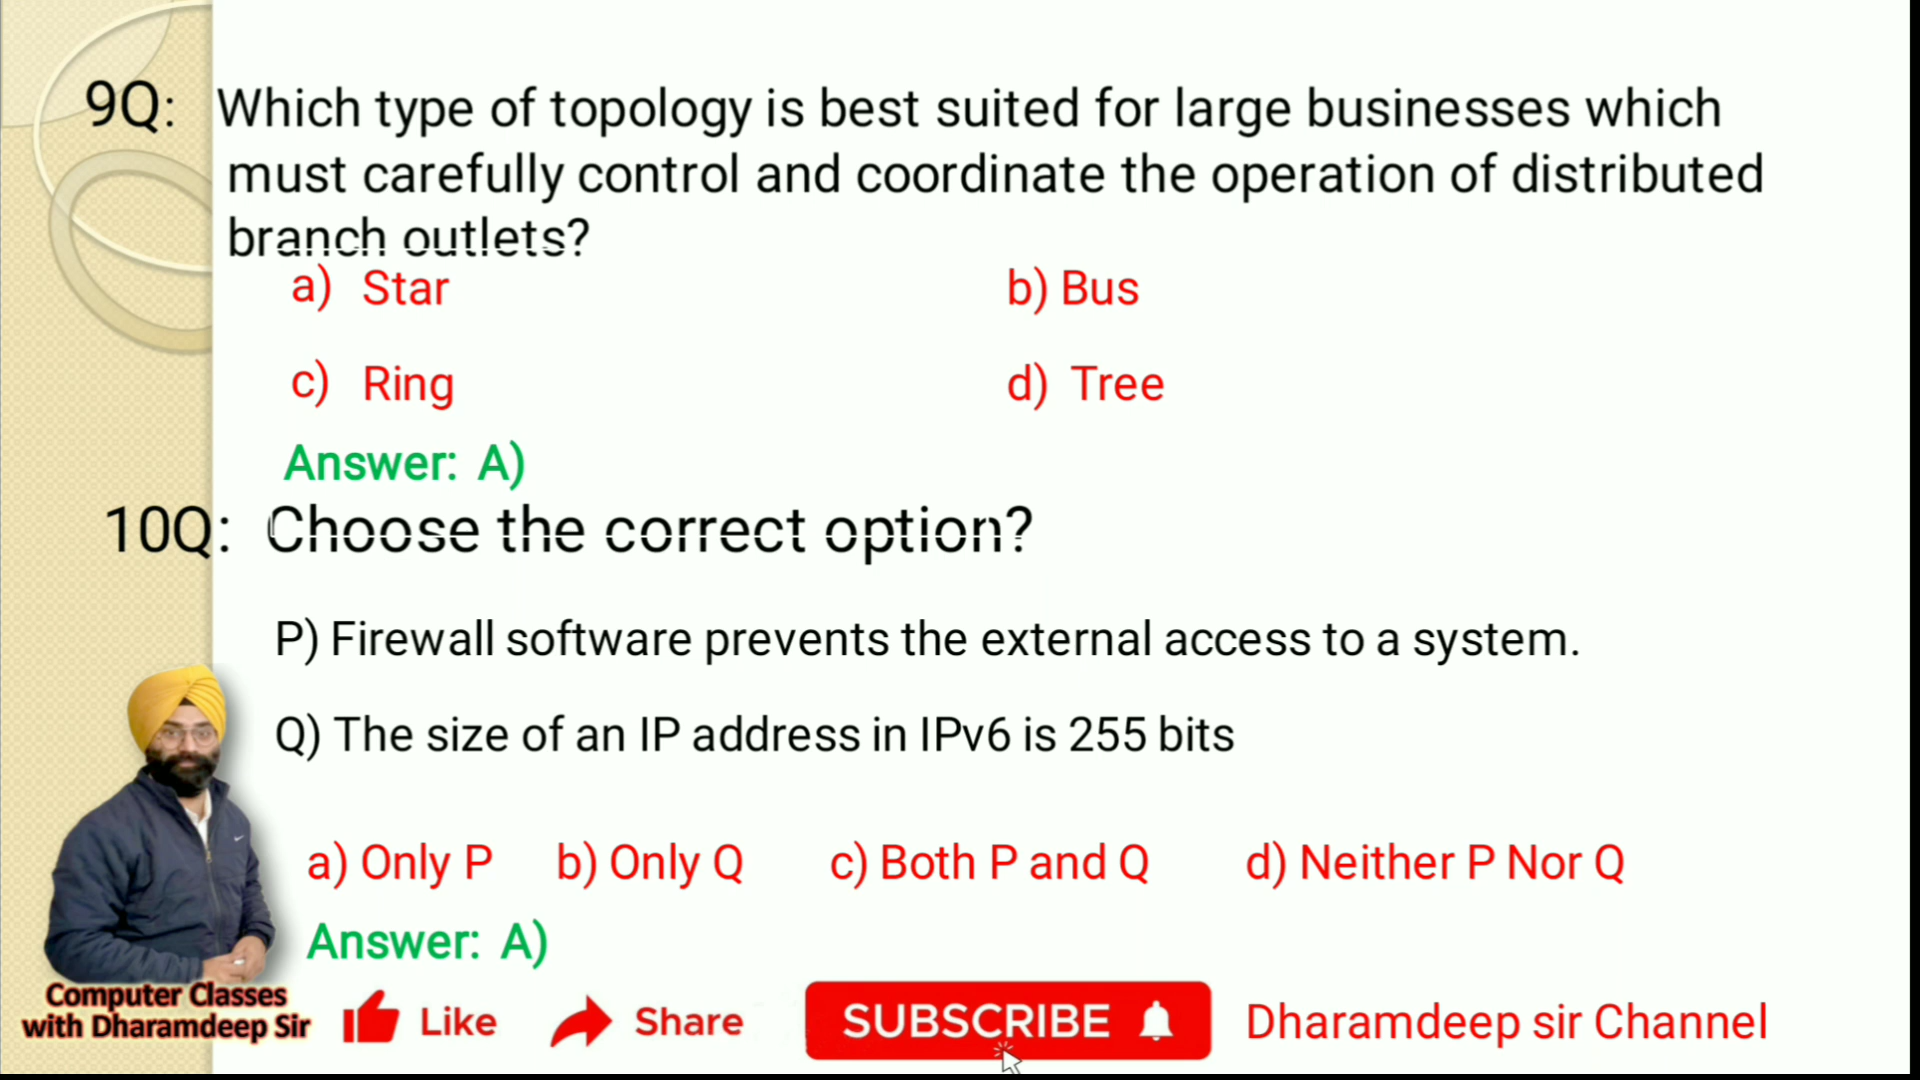 9Q: Which type of topology is best suited for large businesses which
must carefully control and coordinate the operation of distributed
branch outlets?
a) Star b) Bus
c) Ring d) Tree
Answer: A)
10Q: Choose the correct option?
P) Firewall software prevents the external access to a system.
Q) The size of an IP address in IPv6 is 255 bits
a) Only P b) Only Q c) Both P and Q d) Neither P Nor Q
Answer: A)
Computer Classes
with Dharamdeep Sir
Like Share SUBSCRIBE Dharamdeep sir Channel